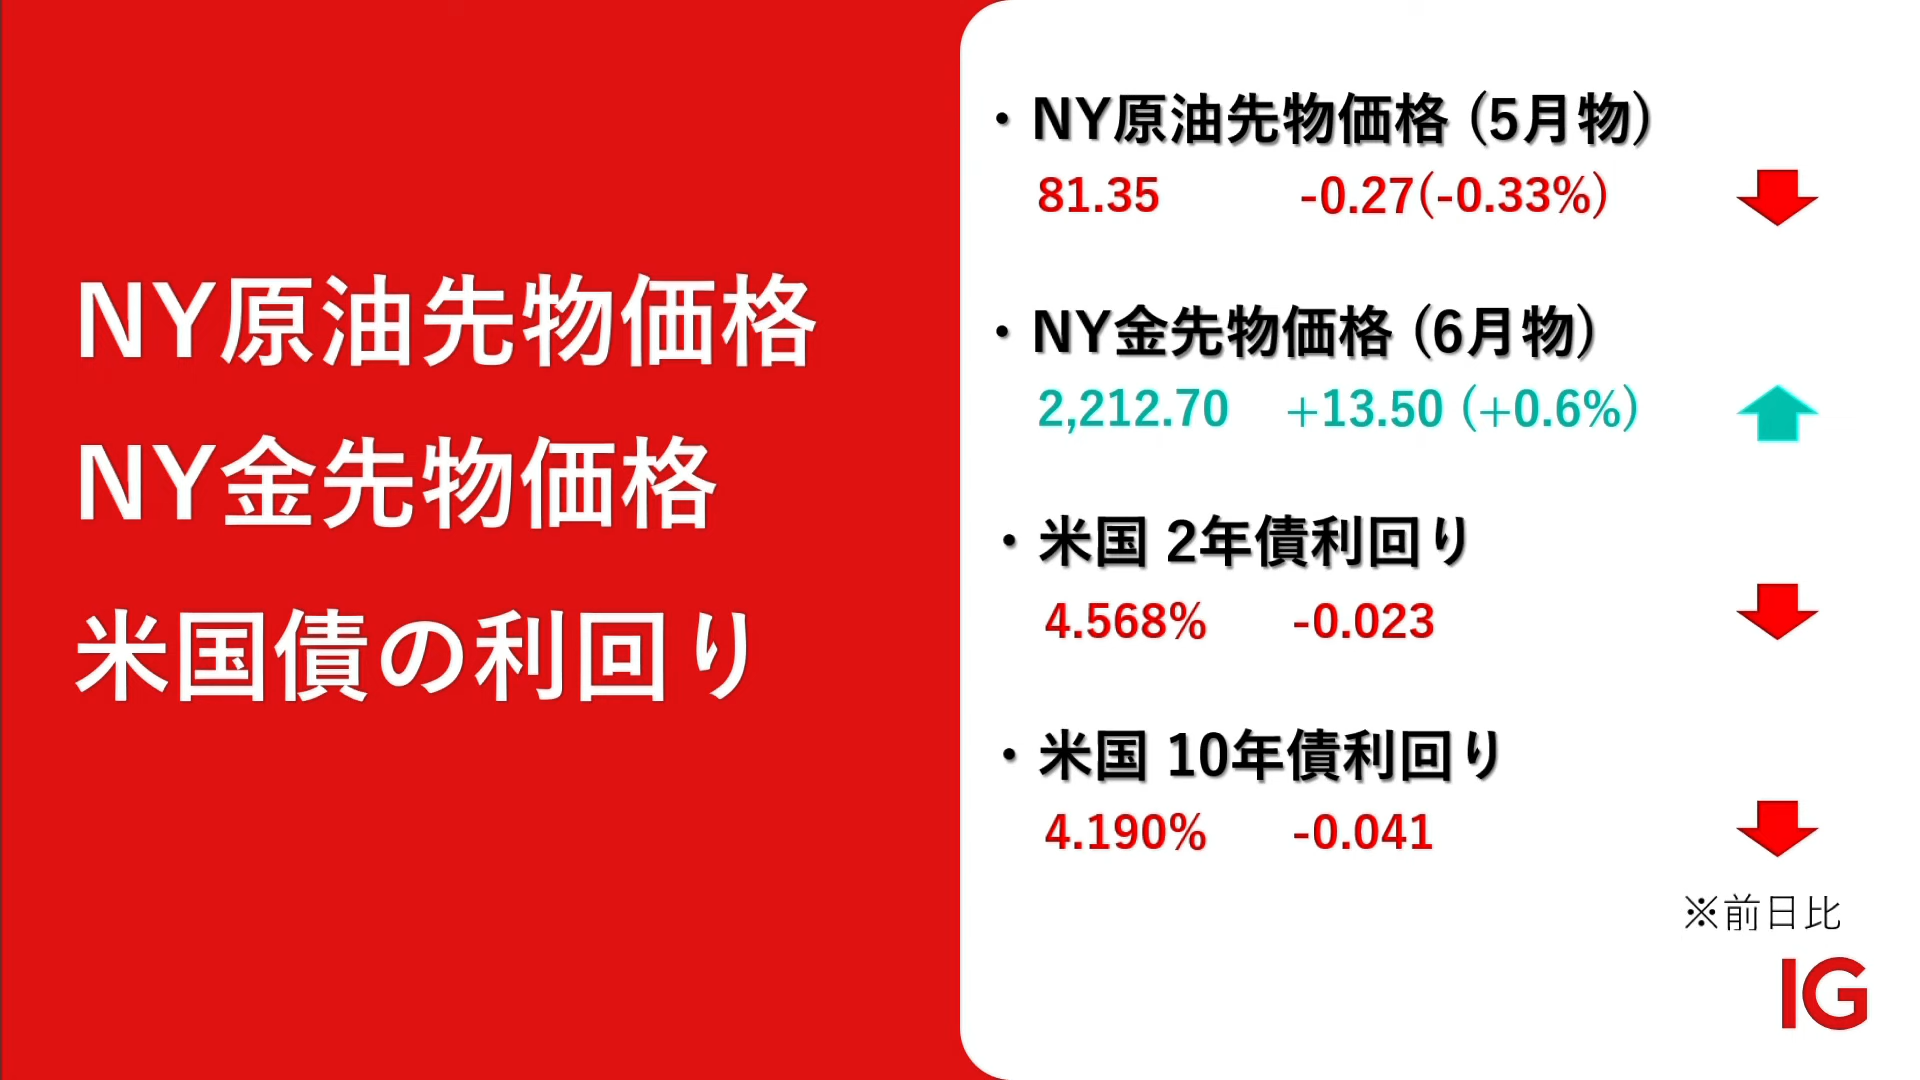 NY原油先物価格
NY金先物価格
米国債の利回り
・NY原油先物価格 (5月物)
81.35 -0.27(-0.33%)
・NY金先物価格 (6月物)
2,212.70 +13.50 (+0.6%)
・米国 2年債利回り
4.568% -0.023
・米国 10年債利回り
4.190% -0.041
※前日比
IG